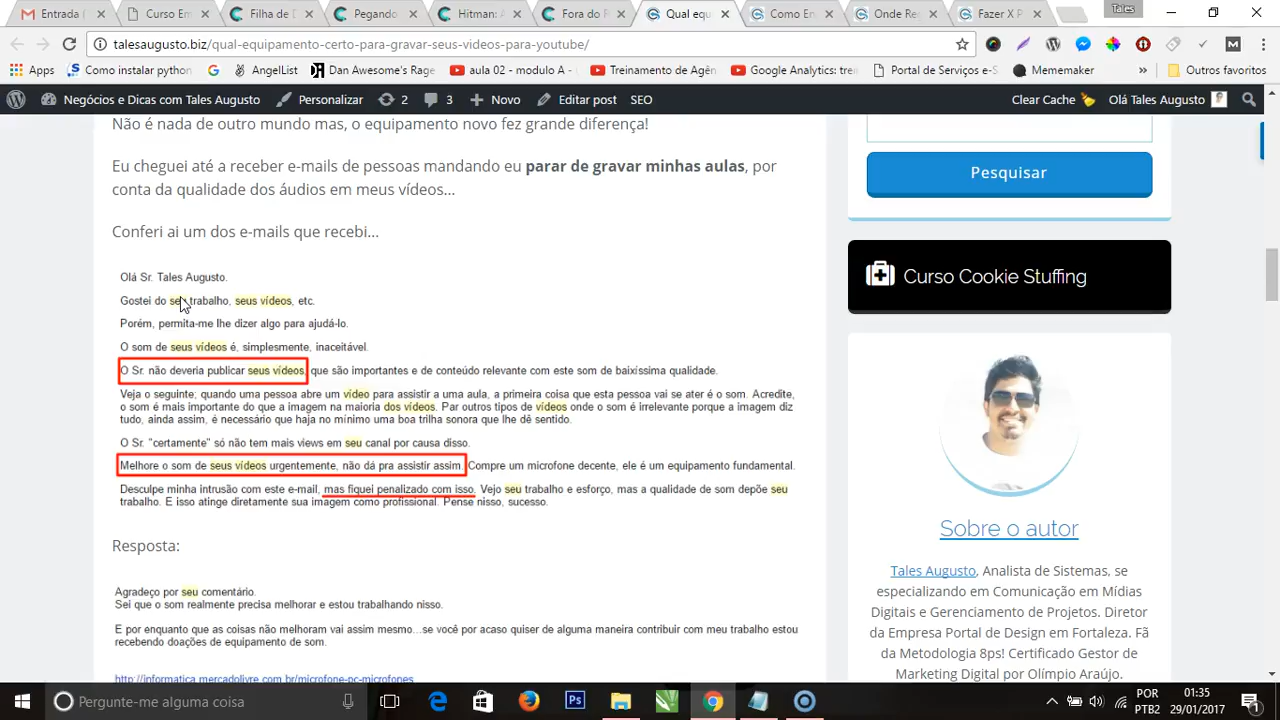 Entrada (
Curso Em
Filha de D
Pegando
Hitman: A
Fora do R
Qual equ
Como En
Onde Res
Fazer X P
Tales
talesaugusto.biz/qual-equipamento-certo-para-gravar-seus-videos-para-youtube/
Apps
Como instalar python
AngelList
Dan Awesome's Rage
aula 02 - modulo A -
Treinamento de Agên
Google Analytics: trei
Portal de Serviços e-S
Mememaker
»
Outros favoritos
Negócios e Dicas com Tales Augusto
Personalizar
2
3
Novo
Editar post
SEO
Clear Cache
Olá Tales Augusto
Não é nada de outro mundo mas, o equipamento novo fez grande diferença!
Eu cheguei até a receber e-mails de pessoas mandando eu parar de gravar minhas aulas, por
conta da qualidade dos áudios em meus vídeos...
Conferi ai um dos e-mails que recebi...
Olá Sr. Tales Augusto.
Gostei do seu trabalho, seus vídeos, etc.
Porém, permita-me lhe dizer algo para ajudá-lo.
O som de seus vídeos é, simplesmente, inaceitável.
O Sr. não deveria publicar seus vídeos, que são importantes e de conteúdo relevante com este som de baixíssima qualidade.
Veja o seguinte; quando uma pessoa abre um vídeo para assistir a uma aula, a primeira coisa que esta pessoa vai se ater é o som. Acredite,
o som é mais importante do que a imagem na maioria dos vídeos. Par outros tipos de vídeos onde o som é irrelevante porque a imagem diz
tudo, ainda assim, é necessário que haja no mínimo uma boa trilha sonora que lhe dê sentido.
O Sr. "certamente" só não tem mais views em seu canal por causa disso.
Melhore o som de seus vídeos urgentemente, não dá pra assistir assim. Compre um microfone decente, ele é um equipamento fundamental.
Desculpe minha intrusão com este e-mail, mas fiquei penalizado com isso. Vejo seu trabalho e esforço, mas a qualidade de som depõe seu
trabalho. E isso atinge diretamente sua imagem como profissional. Pense nisso, sucesso.
Resposta:
Agradeço por seu comentário.
Sei que o som realmente precisa melhorar e estou trabalhando nisso.
E por enquanto que as coisas não melhoram vai assim mesmo...se você por acaso quiser de alguma maneira contribuir com meu trabalho estou
recebendo doações de equipamento de som.
http://informatica.mercadolivre.com.br/microfone-pc-microfones
Pesquisar
Curso Cookie Stuffing
Sobre o autor
Tales Augusto, Analista de Sistemas, se
especializando em Comunicação em Mídias
Digitais e Gerenciamento de Projetos. Diretor
da Empresa Portal de Design em Fortaleza. Fã
da Metodologia 8ps! Certificado Gestor de
Marketing Digital por Olímpio Araújo.
Pergunte-me alguma coisa
POR
PTB2
01:35
29/01/2017